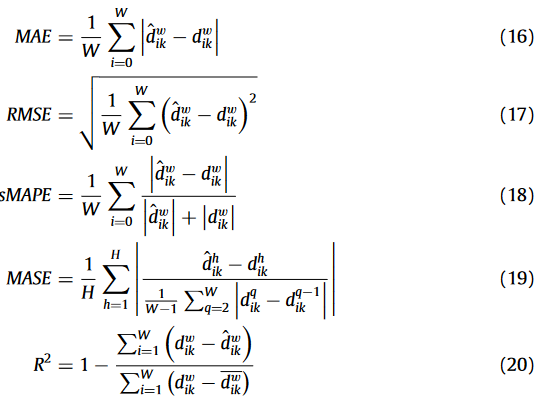 MAE = \frac{1}{W} \sum_{i=0}^{W} \left| \hat{d}_{ik}^{w} - d_{ik}^{w} \right| (16)
RMSE = \sqrt{\frac{1}{W} \sum_{i=0}^{W} \left( \hat{d}_{ik}^{w} - d_{ik}^{w} \right)^{2}} (17)
sMAPE = \frac{1}{W} \sum_{i=0}^{W} \frac{\left| \hat{d}_{ik}^{w} - d_{ik}^{w} \right|}{\left| \hat{d}_{ik}^{w} \right| + \left| d_{ik}^{w} \right|} (18)
MASE = \frac{1}{H} \sum_{h=1}^{H} \left| \frac{\hat{d}_{ik}^{h} - d_{ik}^{h}}{\frac{1}{W-1} \sum_{q=2}^{W} \left| d_{ik}^{q} - d_{ik}^{q-1} \right|} \right| (19)
R^{2} = 1 - \frac{\sum_{i=1}^{W} \left( d_{ik}^{w} - \hat{d}_{ik}^{w} \right)}{\sum_{i=1}^{W} \left( d_{ik}^{w} - \overline{d_{ik}^{w}} \right)} (20)